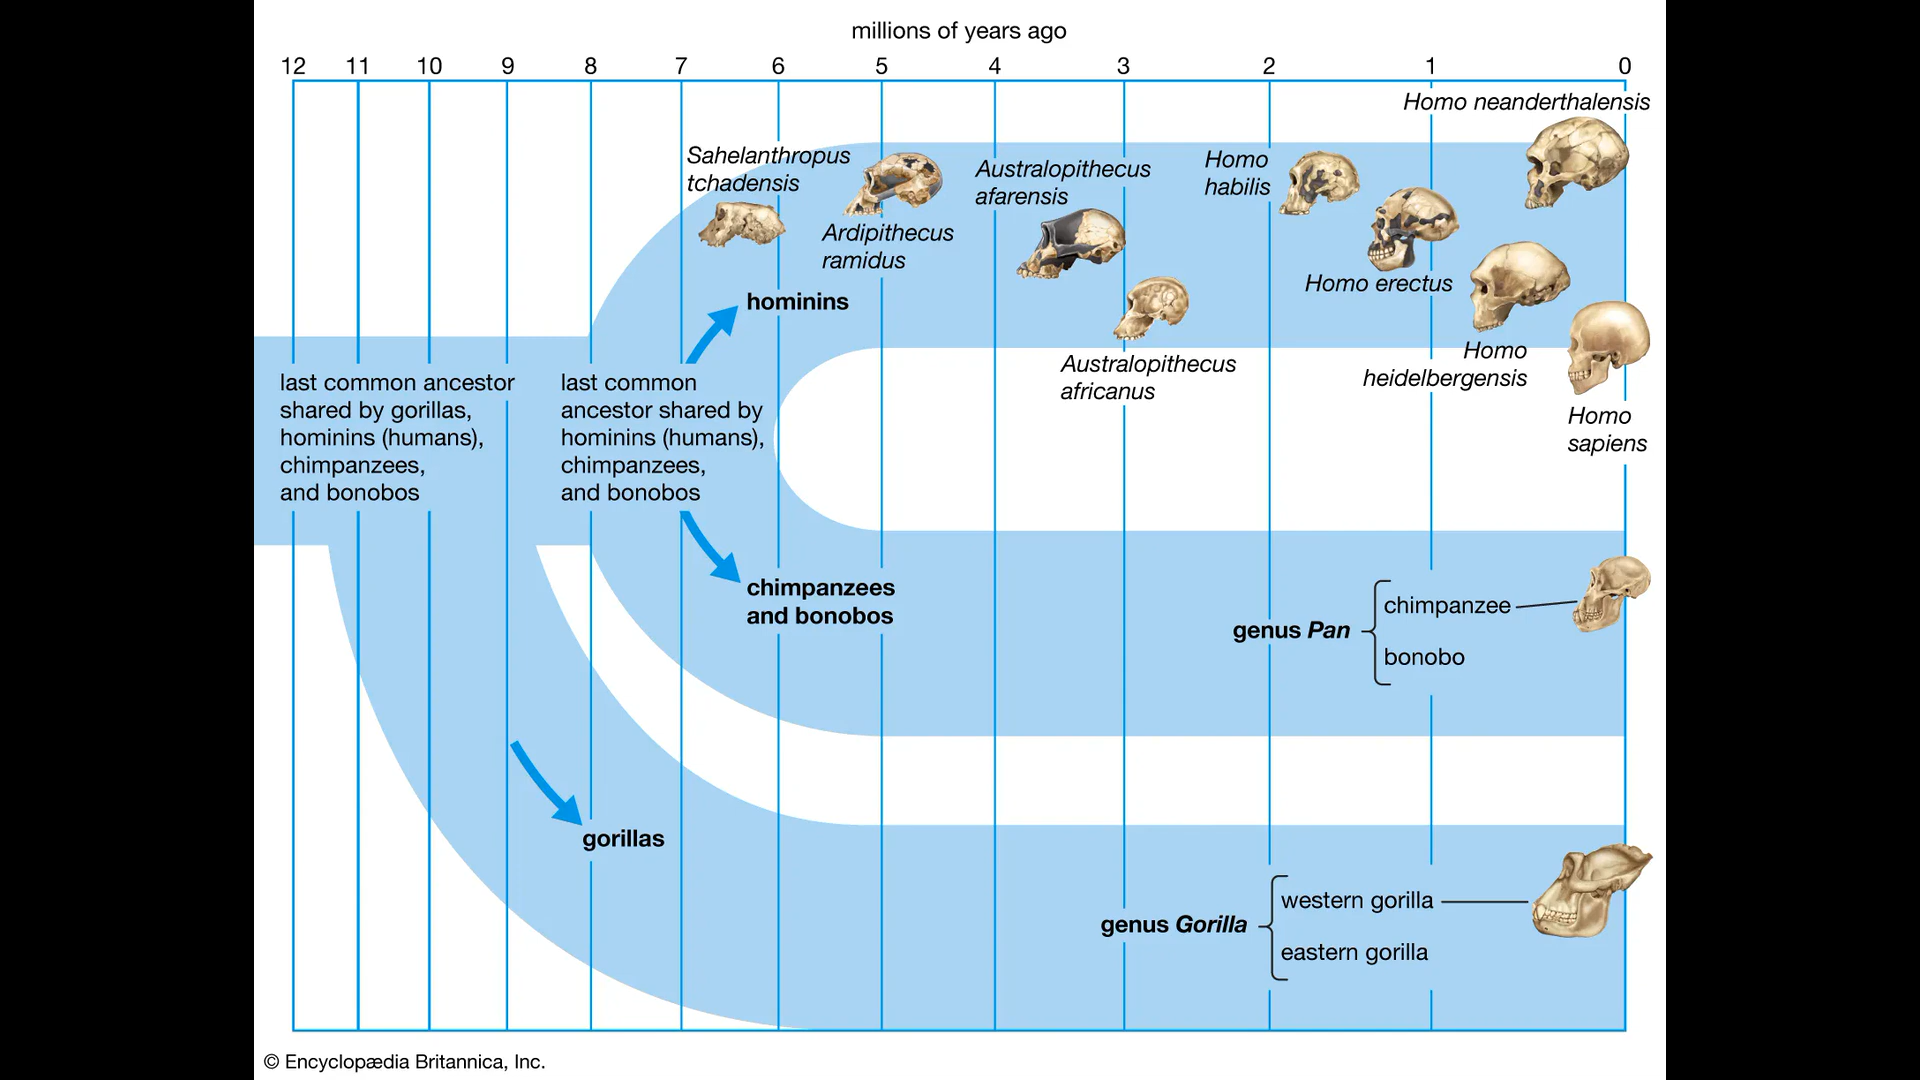 millions of years ago
12 11 10 9 8 7 6 5 4 3 2 1 0
Homo neanderthalensis
Sahelanthropus
tchadensis
Ardipithecus
ramidus
Australopithecus
afarensis
Homo
habilis
Homo erectus
hominins
Australopithecus
africanus
Homo
heidelbergensis
Homo
sapiens
last common ancestor
shared by gorillas,
hominins (humans),
chimpanzees,
and bonobos
last common
ancestor shared by
hominins (humans),
chimpanzees,
and bonobos
chimpanzees
and bonobos
genus Pan
chimpanzee
bonobo
gorillas
genus Gorilla
western gorilla
eastern gorilla
© Encyclopædia Britannica, Inc.